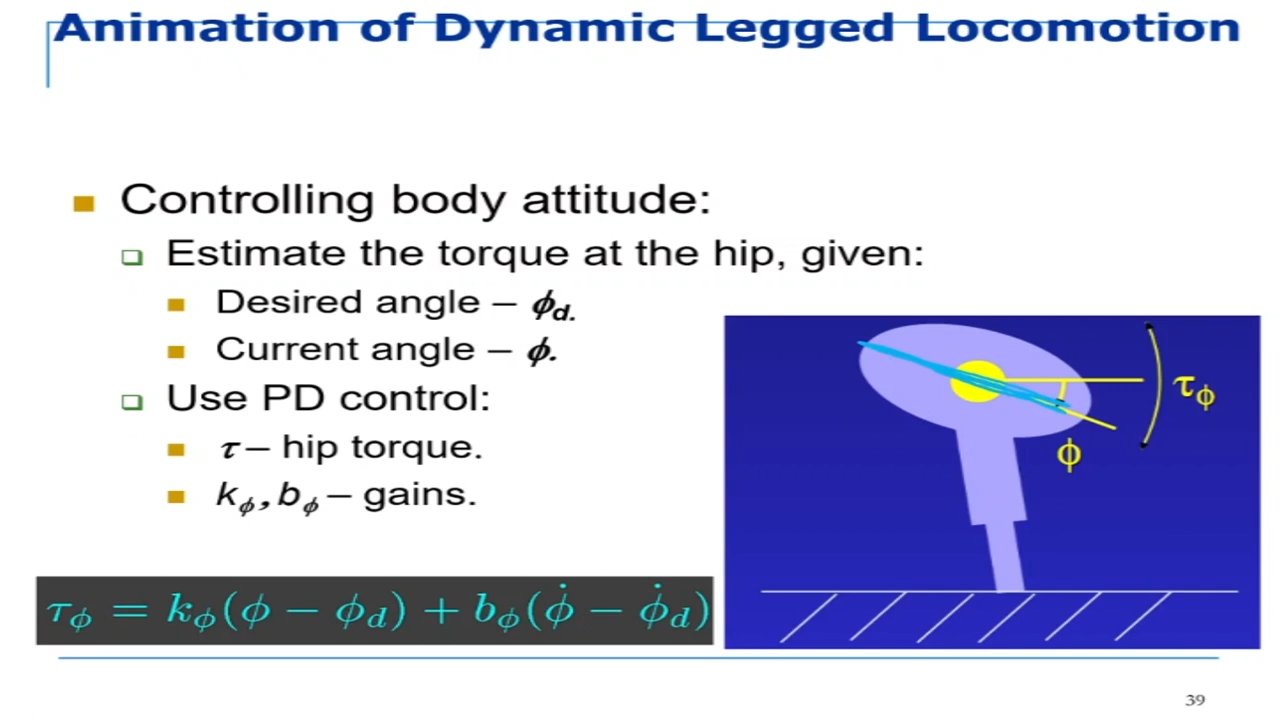 Animation of Dynamic Legged Locomotion
Controlling body attitude:
Estimate the torque at the hip, given:
Desired angle – ϕd.
Current angle – ϕ.
Use PD control:
τ – hip torque.
kϕ, bϕ – gains.
τϕ = kϕ(ϕ − ϕd) + bϕ(ϕ̇ − ϕ̇d)
τϕ
ϕ
39